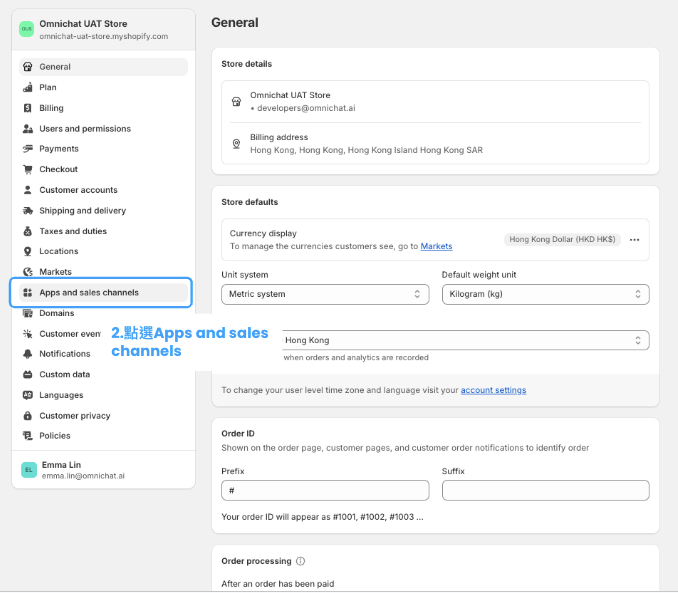 OUS
Omnichat UAT Store
omnichat-uat-store.myshopify.com
General
Plan
Billing
Users and permissions
Payments
Checkout
Customer accounts
Shipping and delivery
Taxes and duties
Locations
Markets
Apps and sales channels
Domains
Customer even
Notifications
Custom data
Languages
Customer privacy
Policies
EL
Emma Lin
emma.lin@omnichat.ai
2.點選Apps and sales
channels
General
Store details
Omnichat UAT Store
• developers@omnichat.ai
Billing address
Hong Kong, Hong Kong, Hong Kong Island Hong Kong SAR
Store defaults
Currency display
To manage the currencies customers see, go to Markets
Hong Kong Dollar (HKD HK$)
Unit system
Default weight unit
Metric system
Kilogram (kg)
Hong Kong
when orders and analytics are recorded
To change your user level time zone and language visit your account settings
Order ID
Shown on the order page, customer pages, and customer order notifications to identify order
Prefix
Suffix
#
Your order ID will appear as #1001, #1002, #1003 ...
Order processing
After an order has been paid